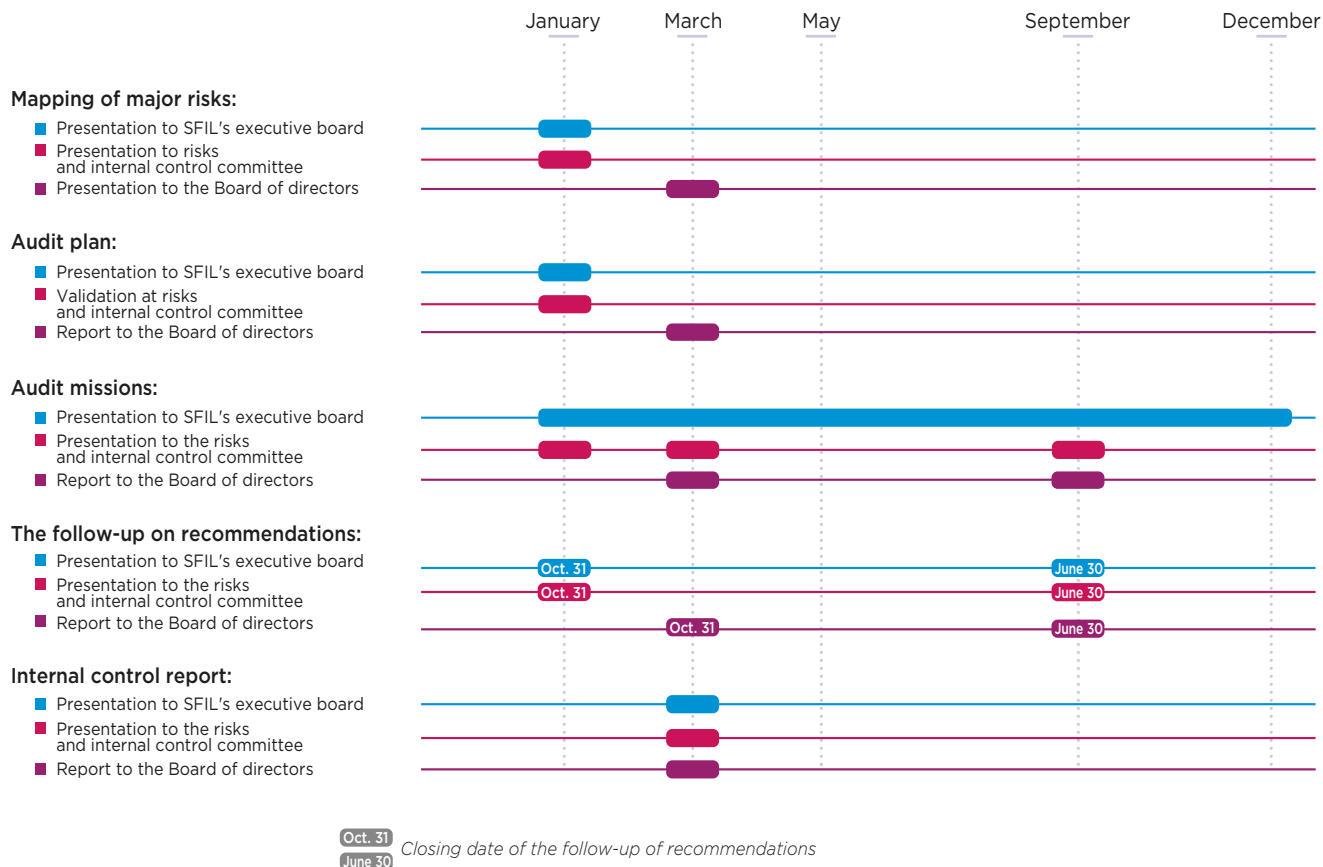 January March May September December
Mapping of major risks:
Presentation to SFIL's executive board
Presentation to risks
and internal control committee
Presentation to the Board of directors
Audit plan:
Presentation to SFIL's executive board
Validation at risks
and internal control committee
Report to the Board of directors
Audit missions:
Presentation to SFIL's executive board
Presentation to the risks
and internal control committee
Report to the Board of directors
The follow-up on recommendations:
Presentation to SFIL's executive board Oct. 31 June 30
Presentation to the risks Oct. 31 June 30
and internal control committee
Report to the Board of directors Oct. 31 June 30
Internal control report:
Presentation to SFIL's executive board
Presentation to the risks
and internal control committee
Report to the Board of directors
Oct. 31
Closing date of the follow-up of recommendations
June 30